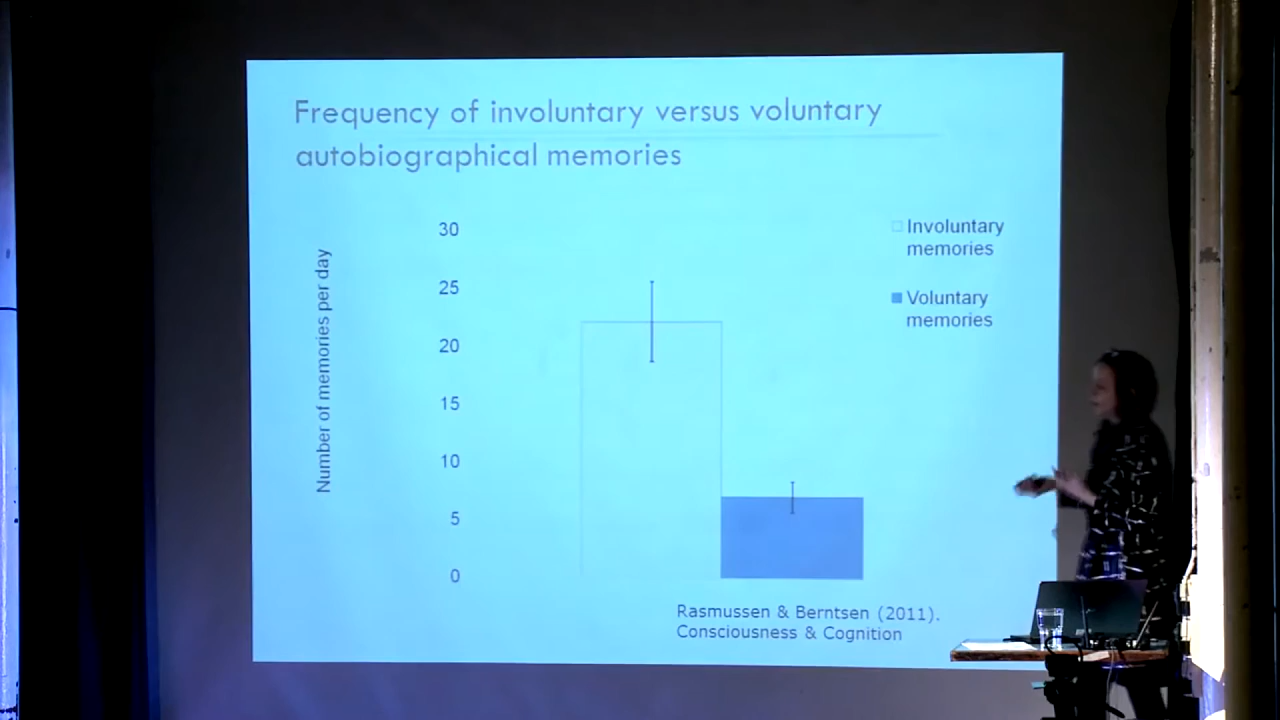 Frequency of involuntary versus voluntary
autobiographical memories
Number of memories per day
30
25
20
15
10
5
0
Involuntary
memories
Voluntary
memories
Rasmussen & Berntsen (2011).
Consciousness & Cognition